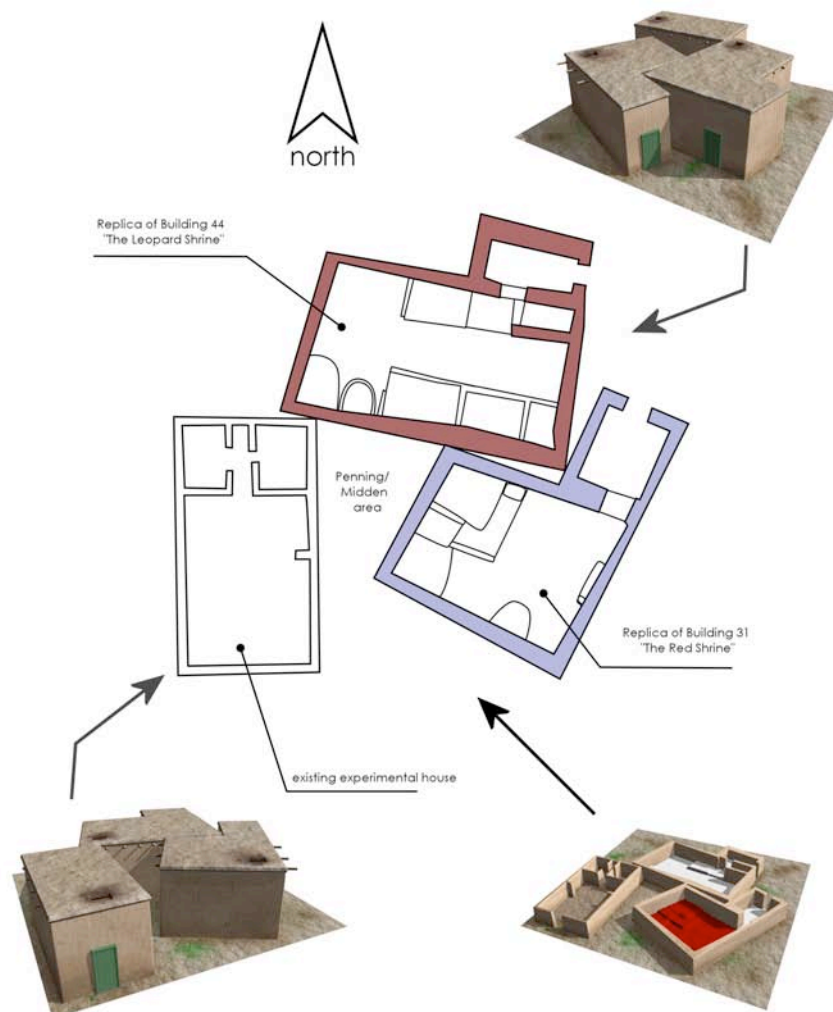 north
Replica of Building 44
"The Leopard Shrine"
Penning/
Midden
area
Replica of Building 31
"The Red Shrine"
existing experimental house